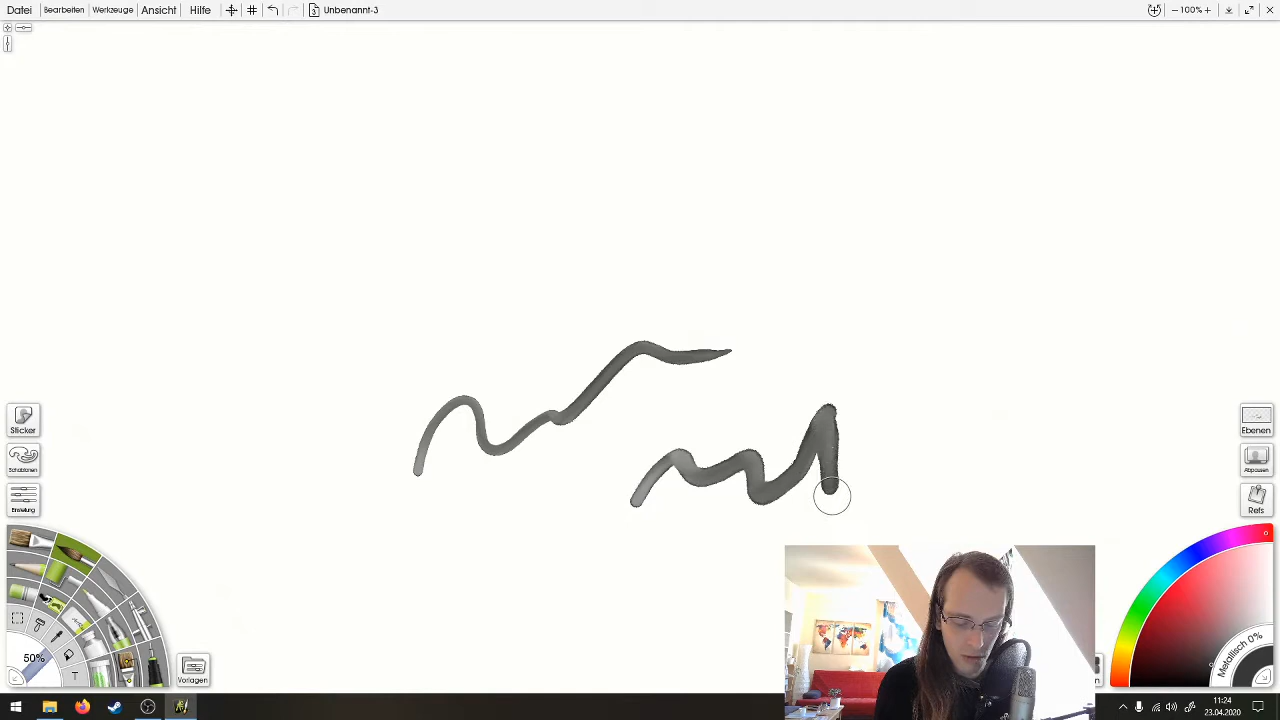 Datei Bearbeiten Werkzeuge Ansicht Hilfe Unbenannt-3 100%
Sticker
Schablonen
Einstellung
50%
Vorlagen
Ebenen
Abpausen
Refs
Metallisch 0%
11:24
23.04.2020